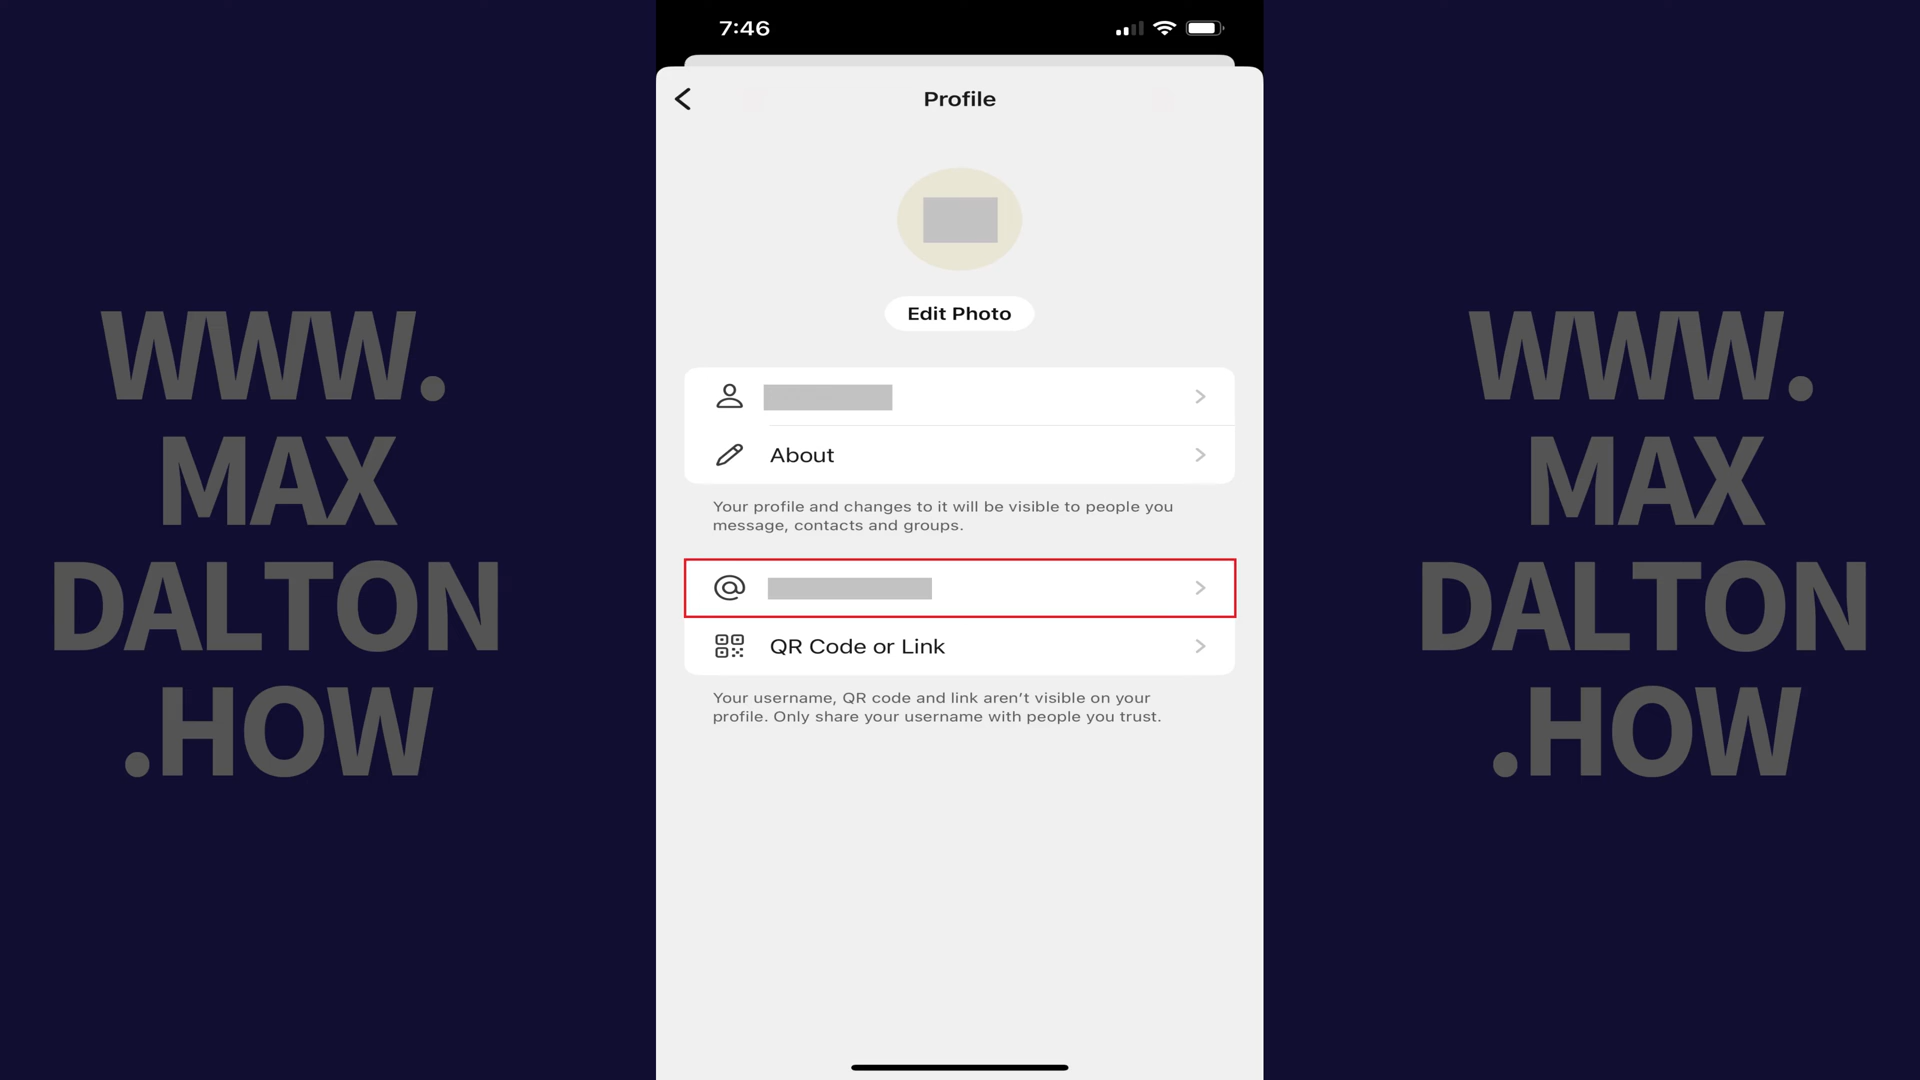 7:46
Profile
Edit Photo
About
Your profile and changes to it will be visible to people you
message, contacts and groups.
QR Code or Link
Your username, QR code and link aren’t visible on your
profile. Only share your username with people you trust.
WWW.
MAX
DALTON
.HOW
WWW.
MAX
DALTON
.HOW